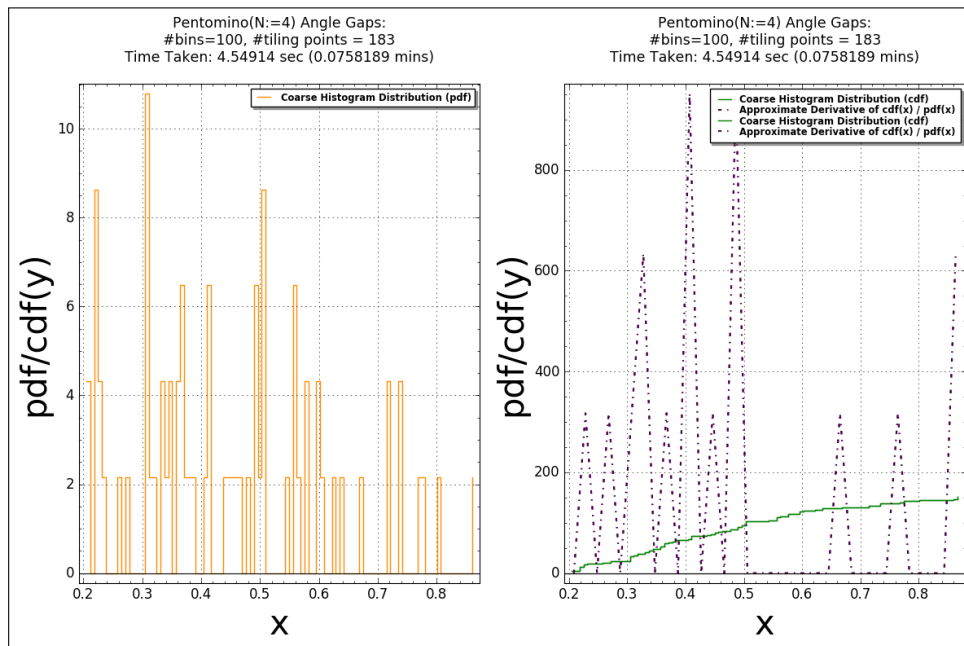 Pentomino(N:=4) Angle Gaps:
#bins=100, #tiling points = 183
Time Taken: 4.54914 sec (0.0758189 mins)
Coarse Histogram Distribution (pdf)
10
8
6
4
2
0
0.2 0.3 0.4 0.5 0.6 0.7 0.8
pdf/cdf(y)
x
Pentomino(N:=4) Angle Gaps:
#bins=100, #tiling points = 183
Time Taken: 4.54914 sec (0.0758189 mins)
Coarse Histogram Distribution (cdf)
Approximate Derivative of cdf(x) / pdf(x)
Coarse Histogram Distribution (cdf)
Approximate Derivative of cdf(x) / pdf(x)
800
600
400
200
0
0.2 0.3 0.4 0.5 0.6 0.7 0.8
pdf/cdf(y)
x